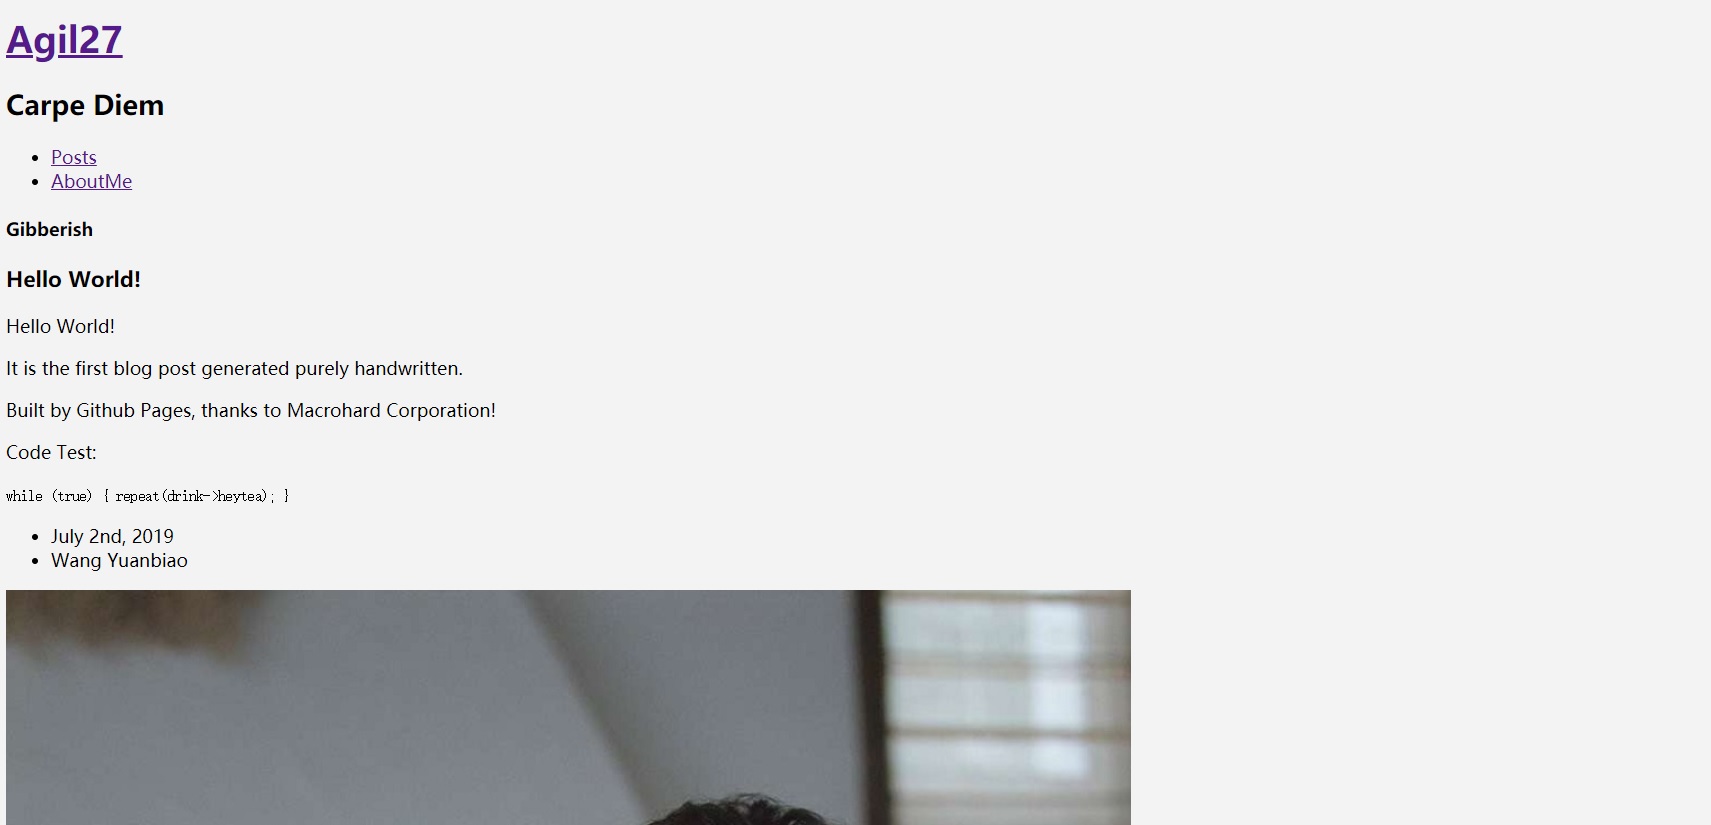 Agil27
Carpe Diem
Posts
AboutMe
Gibberish
Hello World!
Hello World!
It is the first blog post generated purely handwritten.
Built by Github Pages, thanks to Macrohard Corporation!
Code Test:
while (true) { repeat(drink->heytea); }
July 2nd, 2019
Wang Yuanbiao